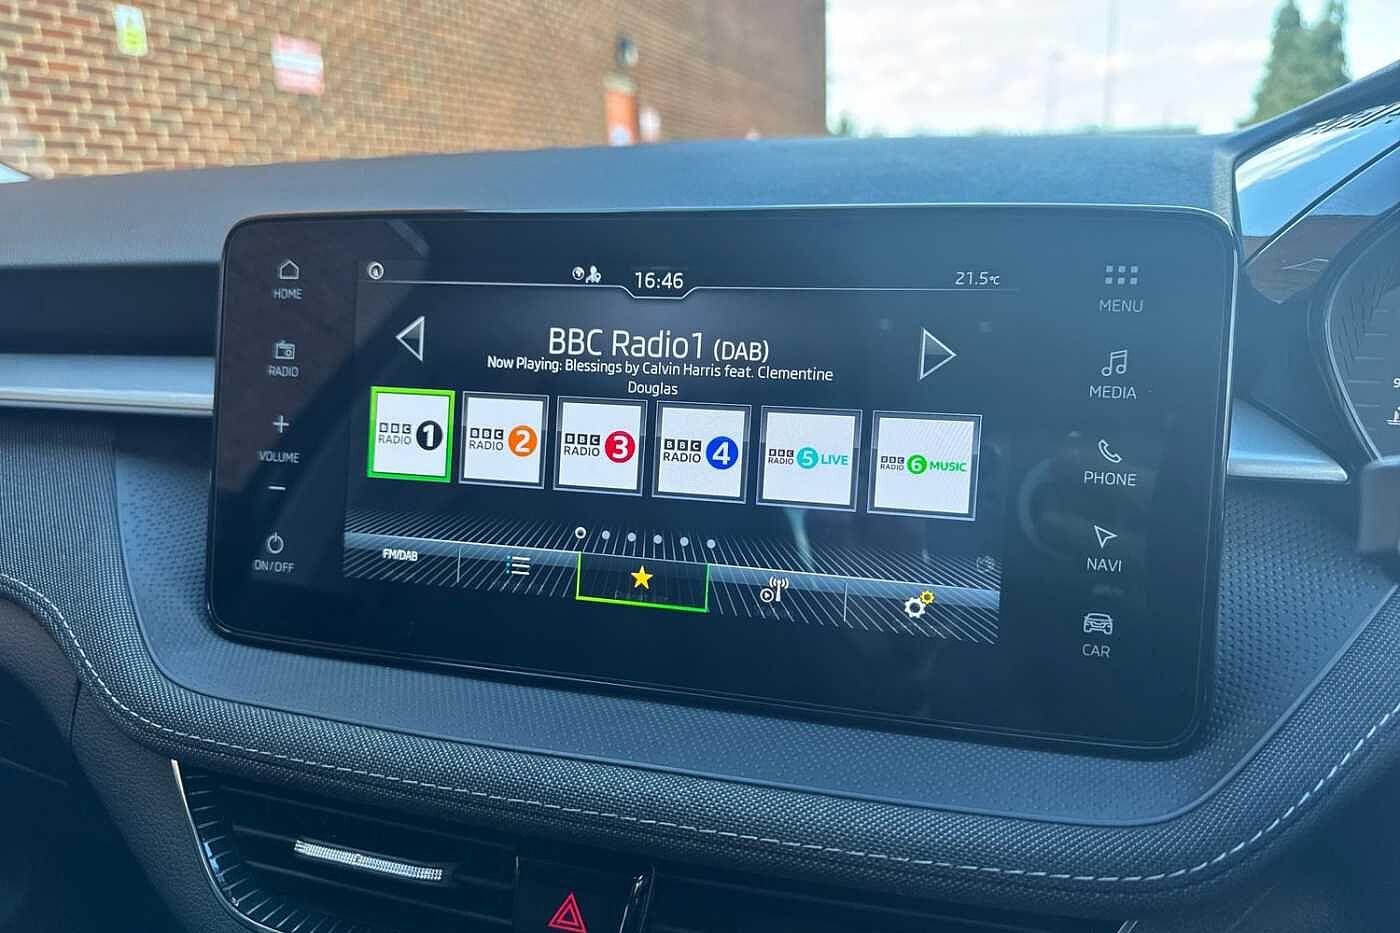 16:46
21.5°C
HOME
RADIO
VOLUME
ON/OFF
BBC Radio1 (DAB)
Now Playing: Blessings by Calvin Harris feat. Clementine
Douglas
BBC RADIO 1
BBC RADIO 2
BBC RADIO 3
BBC RADIO 4
BBC RADIO 5 LIVE
BBC RADIO 6 MUSIC
FM/DAB
MENU
MEDIA
PHONE
NAVI
CAR